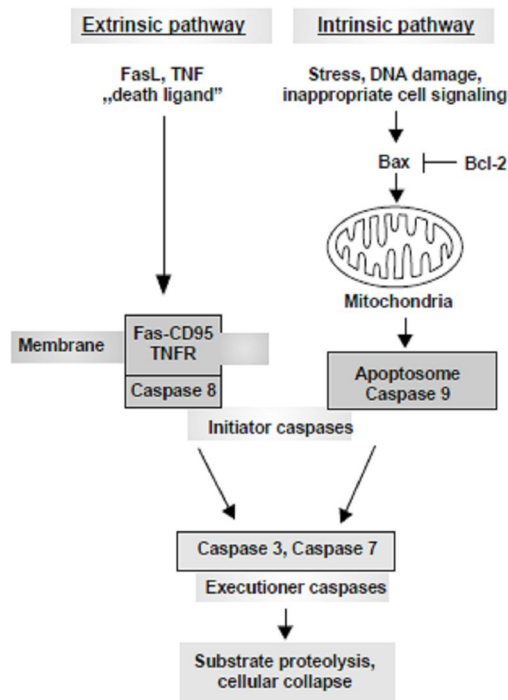 Extrinsic pathway
FasL, TNF
„death ligand”
Membrane
Fas-CD95
TNFR
Caspase 8
Intrinsic pathway
Stress, DNA damage,
inappropriate cell signaling
Bax
Bcl-2
Mitochondria
Apoptosome
Caspase 9
Initiator caspases
Caspase 3, Caspase 7
Executioner caspases
Substrate proteolysis,
cellular collapse